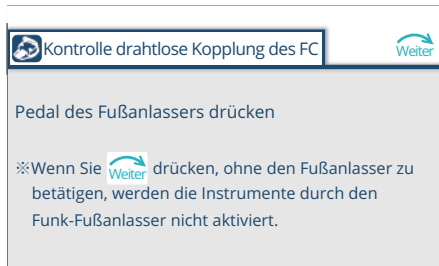 Kontrolle drahtlose Kopplung des FC
Weiter
Pedal des Fußanlassers drücken
※Wenn Sie Weiter drücken, ohne den Fußanlasser zu
betätigen, werden die Instrumente durch den
Funk-Fußanlasser nicht aktiviert.